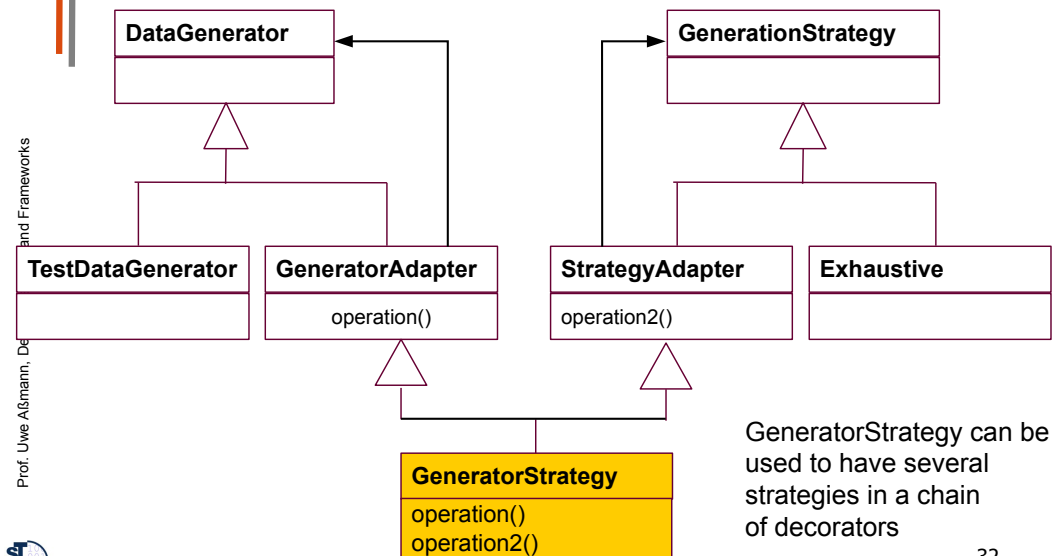 DataGenerator
GenerationStrategy
TestDataGenerator
GeneratorAdapter
operation()
StrategyAdapter
operation2()
Exhaustive
GeneratorStrategy
operation()
operation2()
GeneratorStrategy can be
used to have several
strategies in a chain
of decorators
Prof. Uwe Aßmann, De
and Frameworks
ST